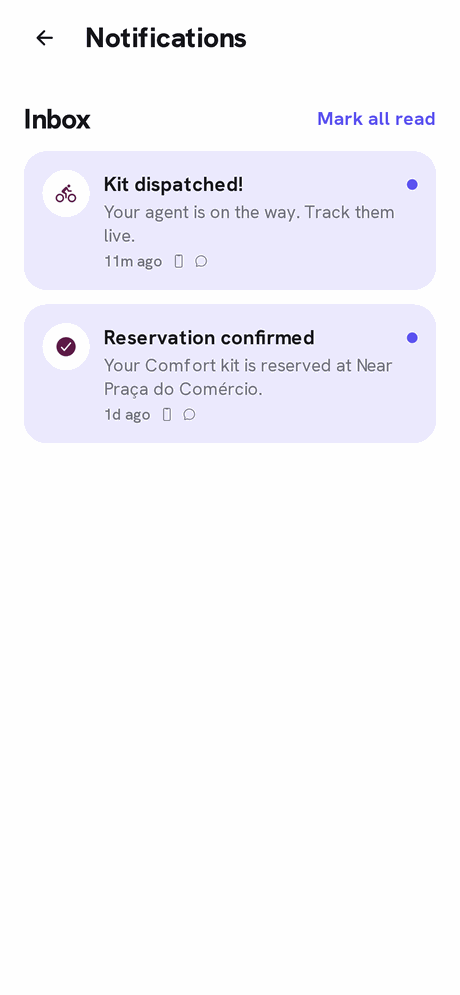 Notifications
Inbox
Mark all read
Kit dispatched!
Your agent is on the way. Track them
live.
11m ago
Reservation confirmed
Your Comfort kit is reserved at Near
Praça do Comércio.
1d ago